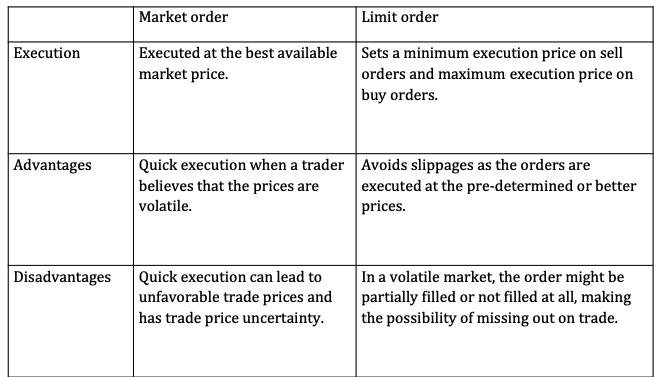 Market order
Limit order
Execution
Executed at the best available
market price.
Sets a minimum execution price on sell
orders and maximum execution price on
buy orders.
Advantages
Quick execution when a trader
believes that the prices are
volatile.
Avoids slippages as the orders are
executed at the pre-determined or better
prices.
Disadvantages
Quick execution can lead to
unfavorable trade prices and
has trade price uncertainty.
In a volatile market, the order might be
partially filled or not filled at all, making
the possibility of missing out on trade.